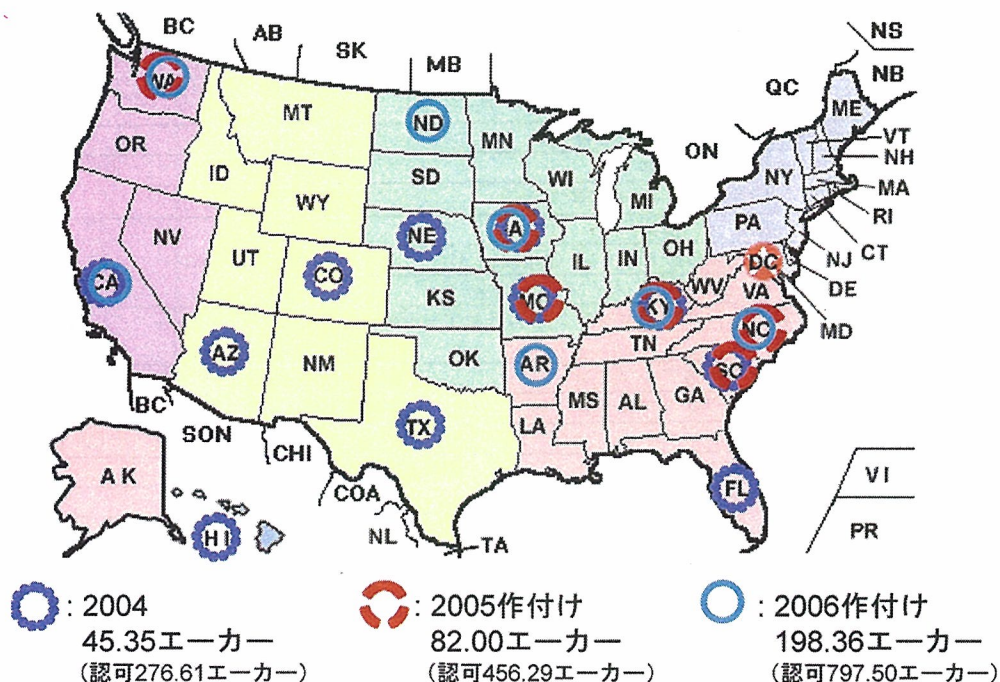 BC
AB
SK
MB
NS
NB
QC
ON
WA
MT
ND
MN
ME
VT
NH
MA
RI
CT
NJ
DE
MD
OR
ID
WY
SD
WI
MI
NY
PA
NV
UT
CO
NE
IA
IL
IN
OH
WV
VA
DC
CA
KS
MO
KY
NC
TN
SC
AZ
NM
OK
AR
MS
AL
GA
LA
TX
FL
BC
SON
CHI
COA
NL
TA
AK
HI
VI
PR
: 2004
45.35エーカー
(認可276.61エーカー)
: 2005作付け
82.00エーカー
(認可456.29エーカー)
: 2006作付け
198.36エーカー
(認可797.50エーカー)